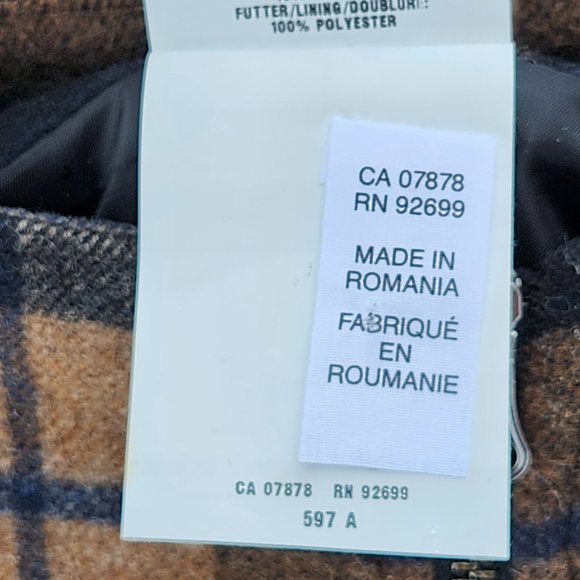 FUTTER/LINING/DOUBLURE:
100% POLYESTER
CA 07878
RN 92699
MADE IN
ROMANIA
FABRIQUÉ
EN
ROUMANIE
CA 07878 RN 92699
597 A